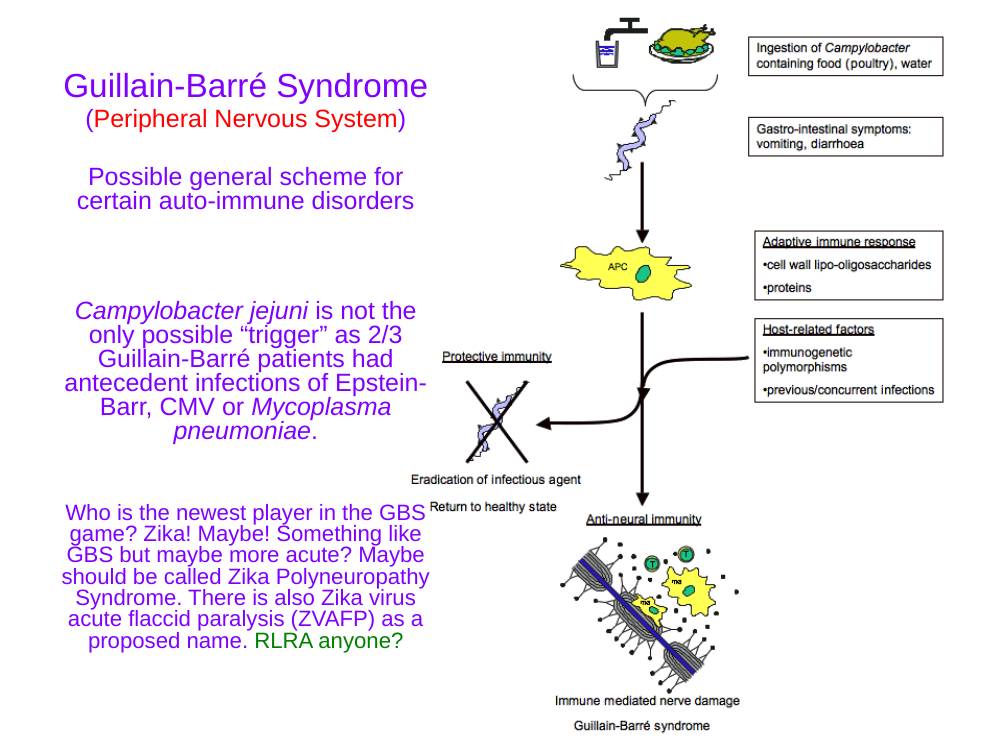 Guillain-Barré Syndrome
(Peripheral Nervous System)
Possible general scheme for
certain auto-immune disorders
Campylobacter jejuni is not the
only possible “trigger” as 2/3
Guillain-Barré patients had
antecedent infections of Epstein-
Barr, CMV or Mycoplasma
pneumoniae.
Who is the newest player in the GBS
game? Zika! Maybe! Something like
GBS but maybe more acute? Maybe
should be called Zika Polyneuropathy
Syndrome. There is also Zika virus
acute flaccid paralysis (ZVAFP) as a
proposed name. RLRA anyone?
Ingestion of Campylobacter
containing food (poultry), water
Gastro-intestinal symptoms:
vomiting, diarrhoea
APC
Adaptive immune response
•cell wall lipo-oligosaccharides
•proteins
Host-related factors
•immunogenetic
polymorphisms
•previous/concurrent infections
Protective immunity
Eradication of infectious agent
Return to healthy state
Anti-neural immunity
T
T
ma
ma
Immune mediated nerve damage
Guillain-Barré syndrome